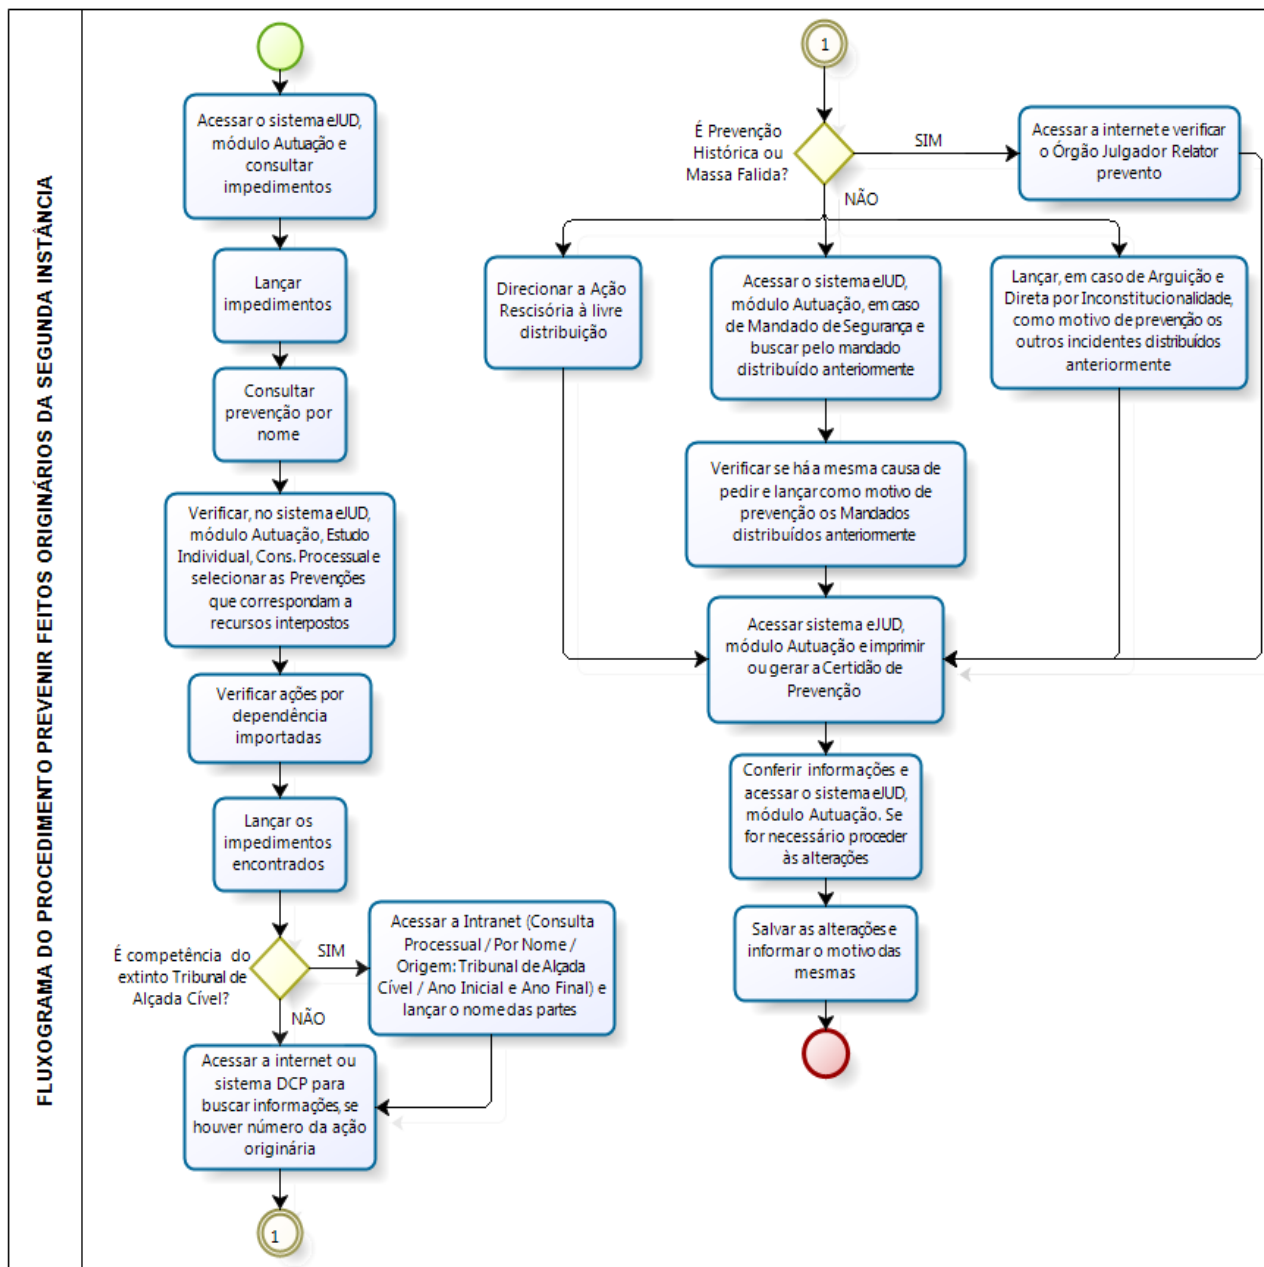 FLUXOGRAMA DO PROCEDIMENTO PREVENIR FEITOS ORIGINÁRIOS DA SEGUNDA INSTÂNCIA
Acessar o sistema eJUD,
módulo Autuação e
consultar
impedimentos
Lançar
impedimentos
Consultar
prevenção por
nome
Verificar, no sistema eJUD,
módulo Autuação, Estudo
Individual, Cons. Processual e
selecionar as Prevenções
que correspondam a
recursos interpostos
Verificar ações por
dependência
importadas
Lançar os
impedimentos
encontrados
É competência do
extinto Tribunal de
Alçada Cível?
SIM
NÃO
Acessar a Intranet (Consulta
Processual / Por Nome /
Origem: Tribunal de Alçada
Cível / Ano Inicial e Ano Final) e
lançar o nome das partes
Acessar a internet ou
sistema DCP para
buscar informações, se
houver número da ação
originária
1
1
É Prevenção
Histórica ou
Massa Falida?
SIM
NÃO
Acessar a internet e verificar
o Órgão Julgador Relator
prevento
Direcionar a Ação
Rescisória à livre
distribuição
Acessar o sistema eJUD,
módulo Autuação, em caso
de Mandado de Segurança e
buscar pelo mandado
distribuído anteriormente
Lançar, em caso de Arguição e
Direta por Inconstitucionalidade,
como motivo de prevenção os
outros incidentes distribuídos
anteriormente
Verificar se há a mesma causa de
pedir e lançar como motivo de
prevenção os Mandados
distribuídos anteriormente
Acessar sistema eJUD,
módulo Autuação e imprimir
ou gerar a Certidão de
Prevenção
Conferir informações e
acessar o sistema eJUD,
módulo Autuação. Se
for necessário proceder
às alterações
Salvar as alterações e
informar o motivo das
mesmas